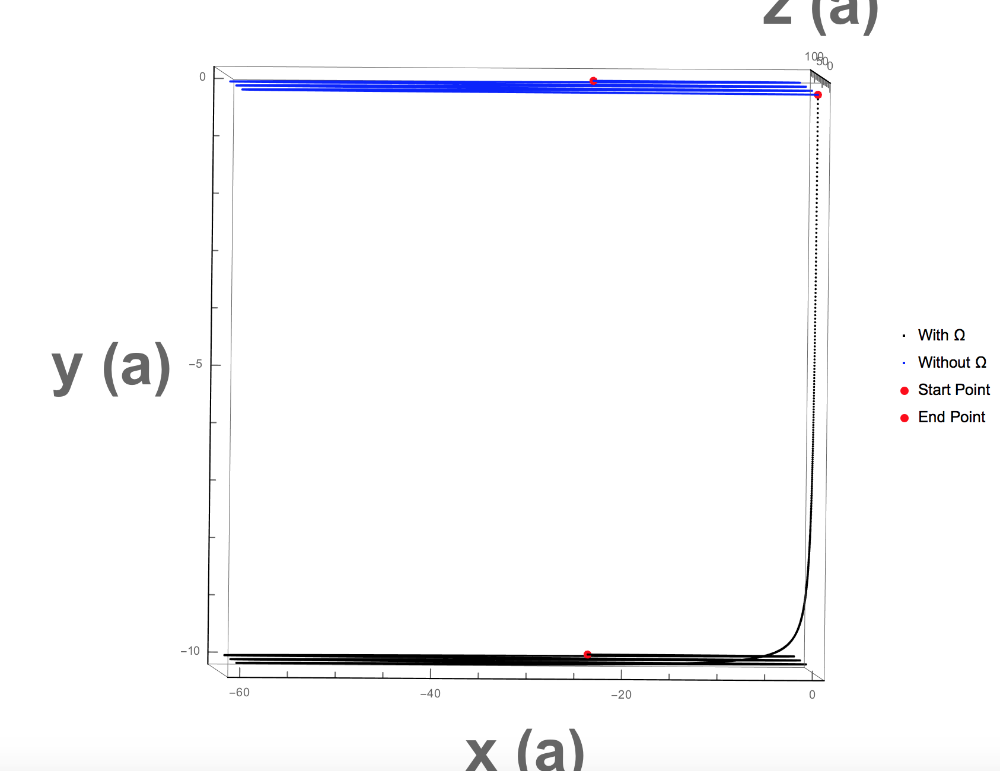 z (a)
100
50
0
0
−5
−10
y (a)
−60
−40
−20
0
x (a)
With Ω
Without Ω
Start Point
End Point